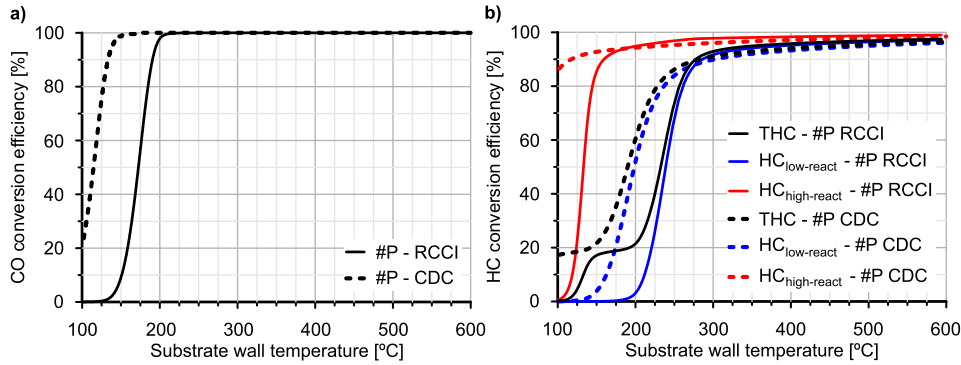 a)
CO conversion efficiency [%]
100
80
60
40
20
0
100 200 300 400 500 600
Substrate wall temperature [ºC]
#P - RCCI
#P - CDC
b)
HC conversion efficiency [%]
100
80
60
40
20
0
100 200 300 400 500 600
Substrate wall temperature [ºC]
THC - #P RCCI
HClow-react - #P RCCI
HChigh-react - #P RCCI
THC - #P CDC
HClow-react - #P CDC
HChigh-react - #P CDC